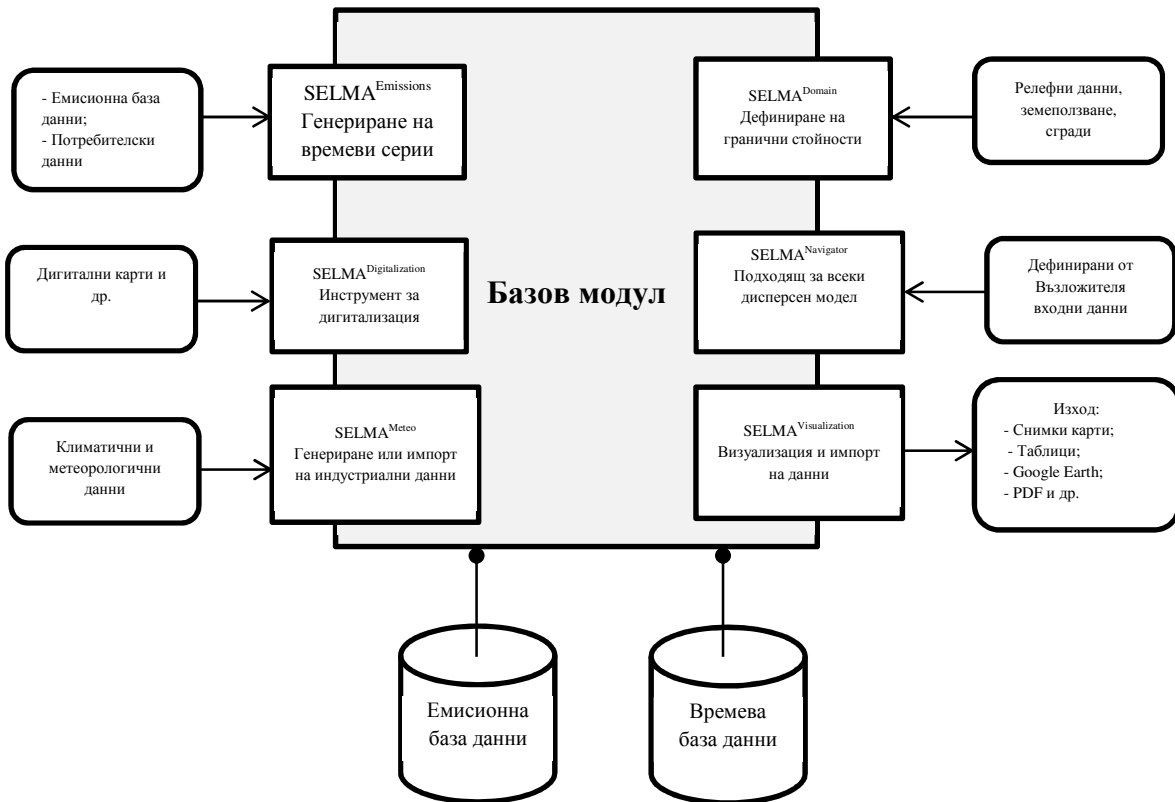 - Емисионна база
данни;
- Потребителски
данни
SELMA^Emissions
Генериране на
времеви серии
SELMA^Domain
Дефиниране на
гранични стойности
Релефни данни,
земеползване,
сгради
Дигитални карти и
др.
SELMA^Digitalization
Инструмент за
дигитализация
Базов модул
SELMA^Navigator
Подходящ за всеки
дисперсен модел
Дефинирани от
Възложителя
входни данни
Климатични и
метеорологични
данни
SELMA^Meteo
Генериране или импорт
на индустриални данни
SELMA^Visualization
Визуализация и импорт
на данни
Изход:
- Снимки карти;
- Таблици;
- Google Earth;
- PDF и др.
Емисионна
база данни
Времева
база данни